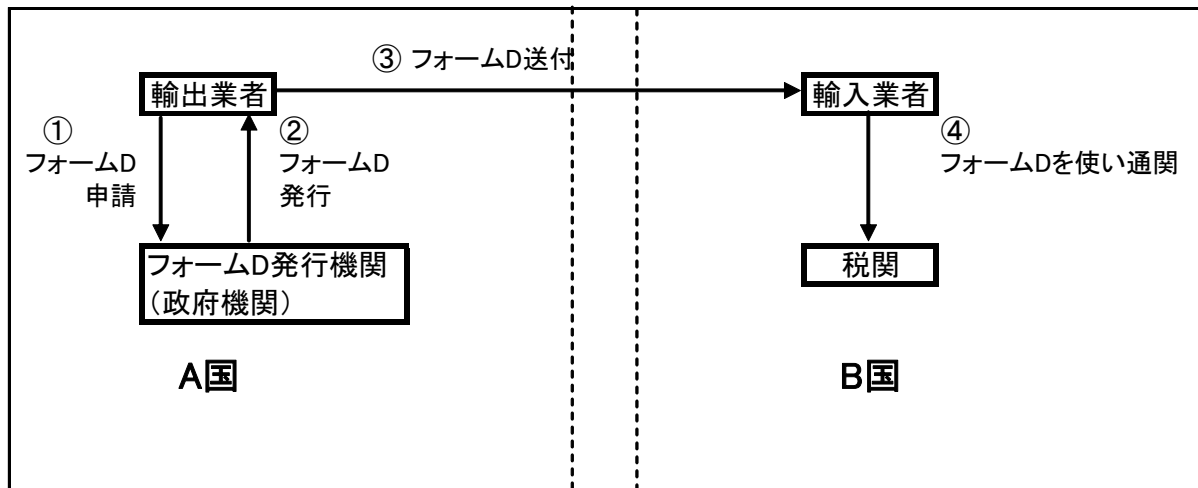 ③ フォームD送付
輸出業者
輸入業者
①
フォームD
申請
②
フォームD
発行
④
フォームDを使い通関
フォームD発行機関
（政府機関）
税関
A国
B国